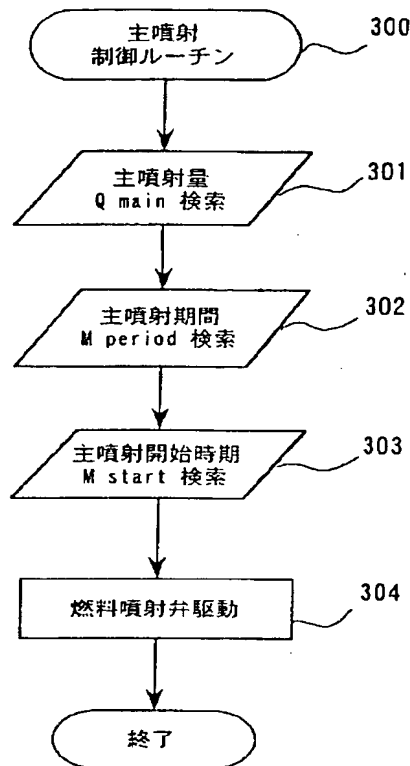 主噴射
制御ルーチン
300
主噴射量
Q main 検索
301
主噴射期間
M period 検索
302
主噴射開始時期
M start 検索
303
燃料噴射弁駆動
304
終了